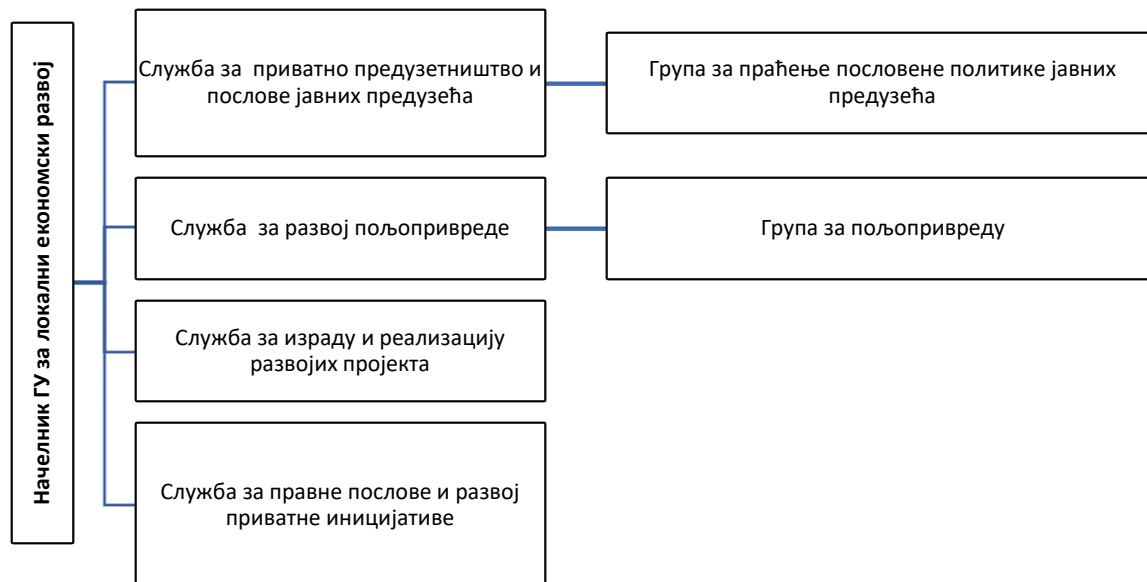 Начелник ГУ за локални економски развој
Служба за приватно предузетништво и
послове јавних предузећа
Група за праћење пословене политике јавних
предузећа
Служба за развој пољопривреде
Група за пољопривреду
Служба за израду и реализацију
развојих пројекта
Служба за правне послове и развој
приватне иницијативе